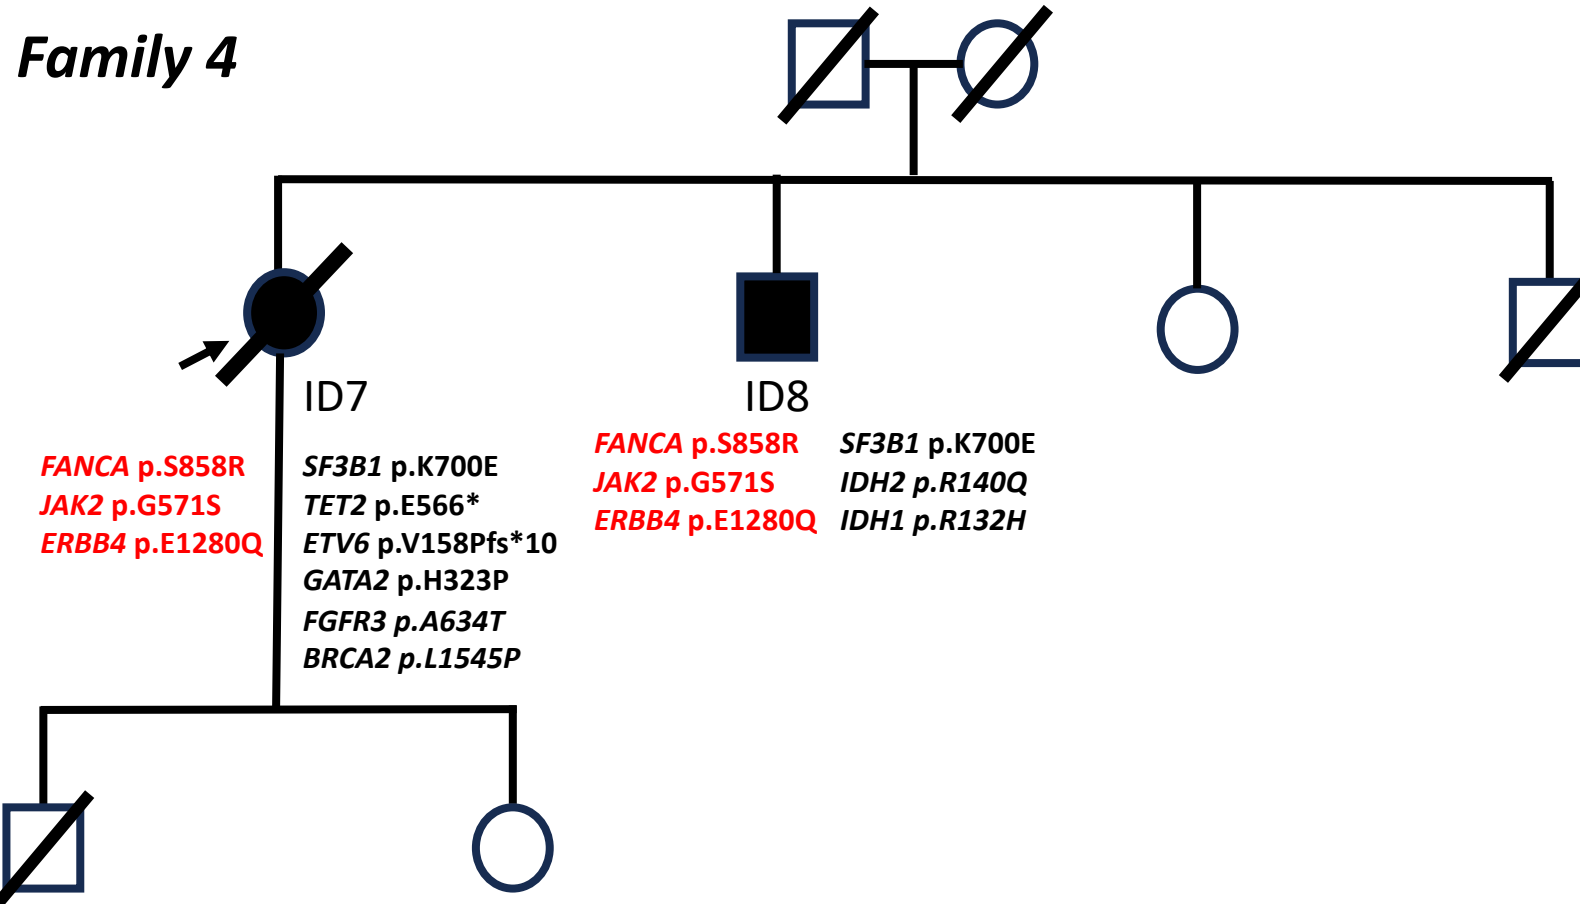 Family 4
ID7
FANCA p.S858R
JAK2 p.G571S
ERBB4 p.E1280Q
SF3B1 p.K700E
TET2 p.E566*
ETV6 p.V158Pfs*10
GATA2 p.H323P
FGFR3 p.A634T
BRCA2 p.L1545P
ID8
FANCA p.S858R
JAK2 p.G571S
ERBB4 p.E1280Q
SF3B1 p.K700E
IDH2 p.R140Q
IDH1 p.R132H